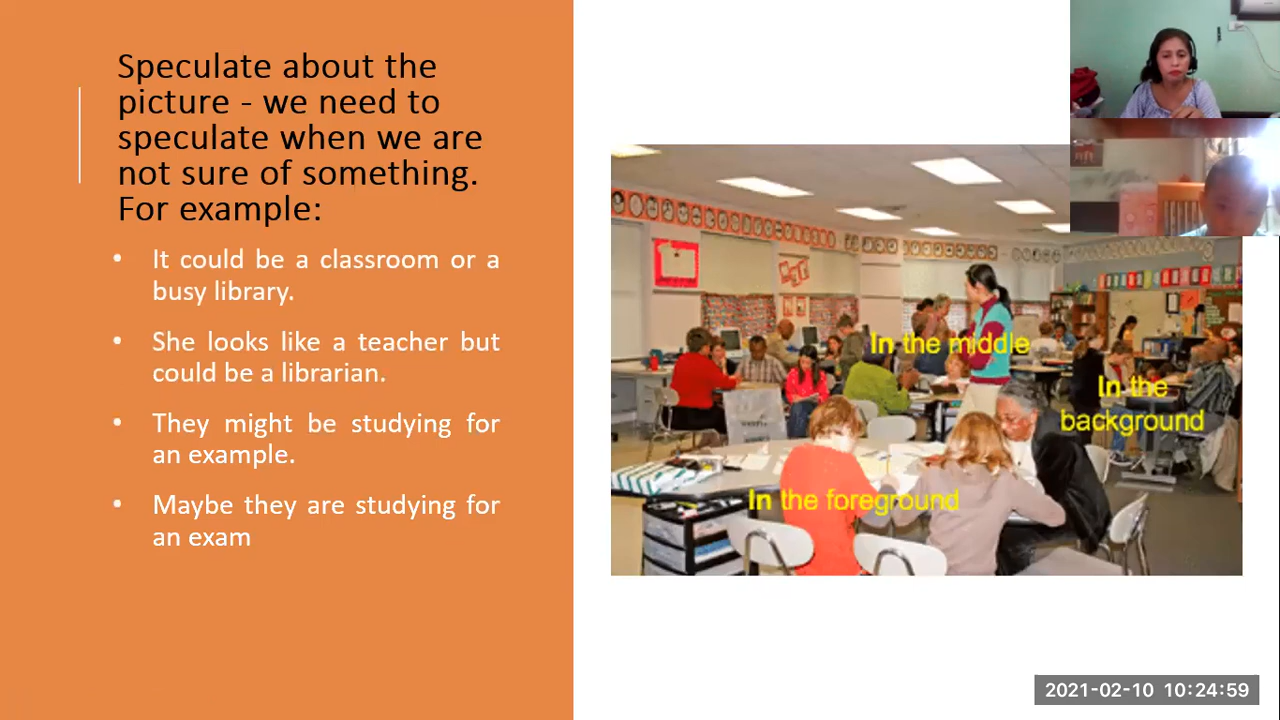 Speculate about the
picture - we need to
speculate when we are
not sure of something.
For example:
• It could be a classroom or a
busy library.
• She looks like a teacher but
could be a librarian.
• They might be studying for
an example.
• Maybe they are studying for
an exam
In the middle
In the
background
In the foreground
2021-02-10 10:24:59